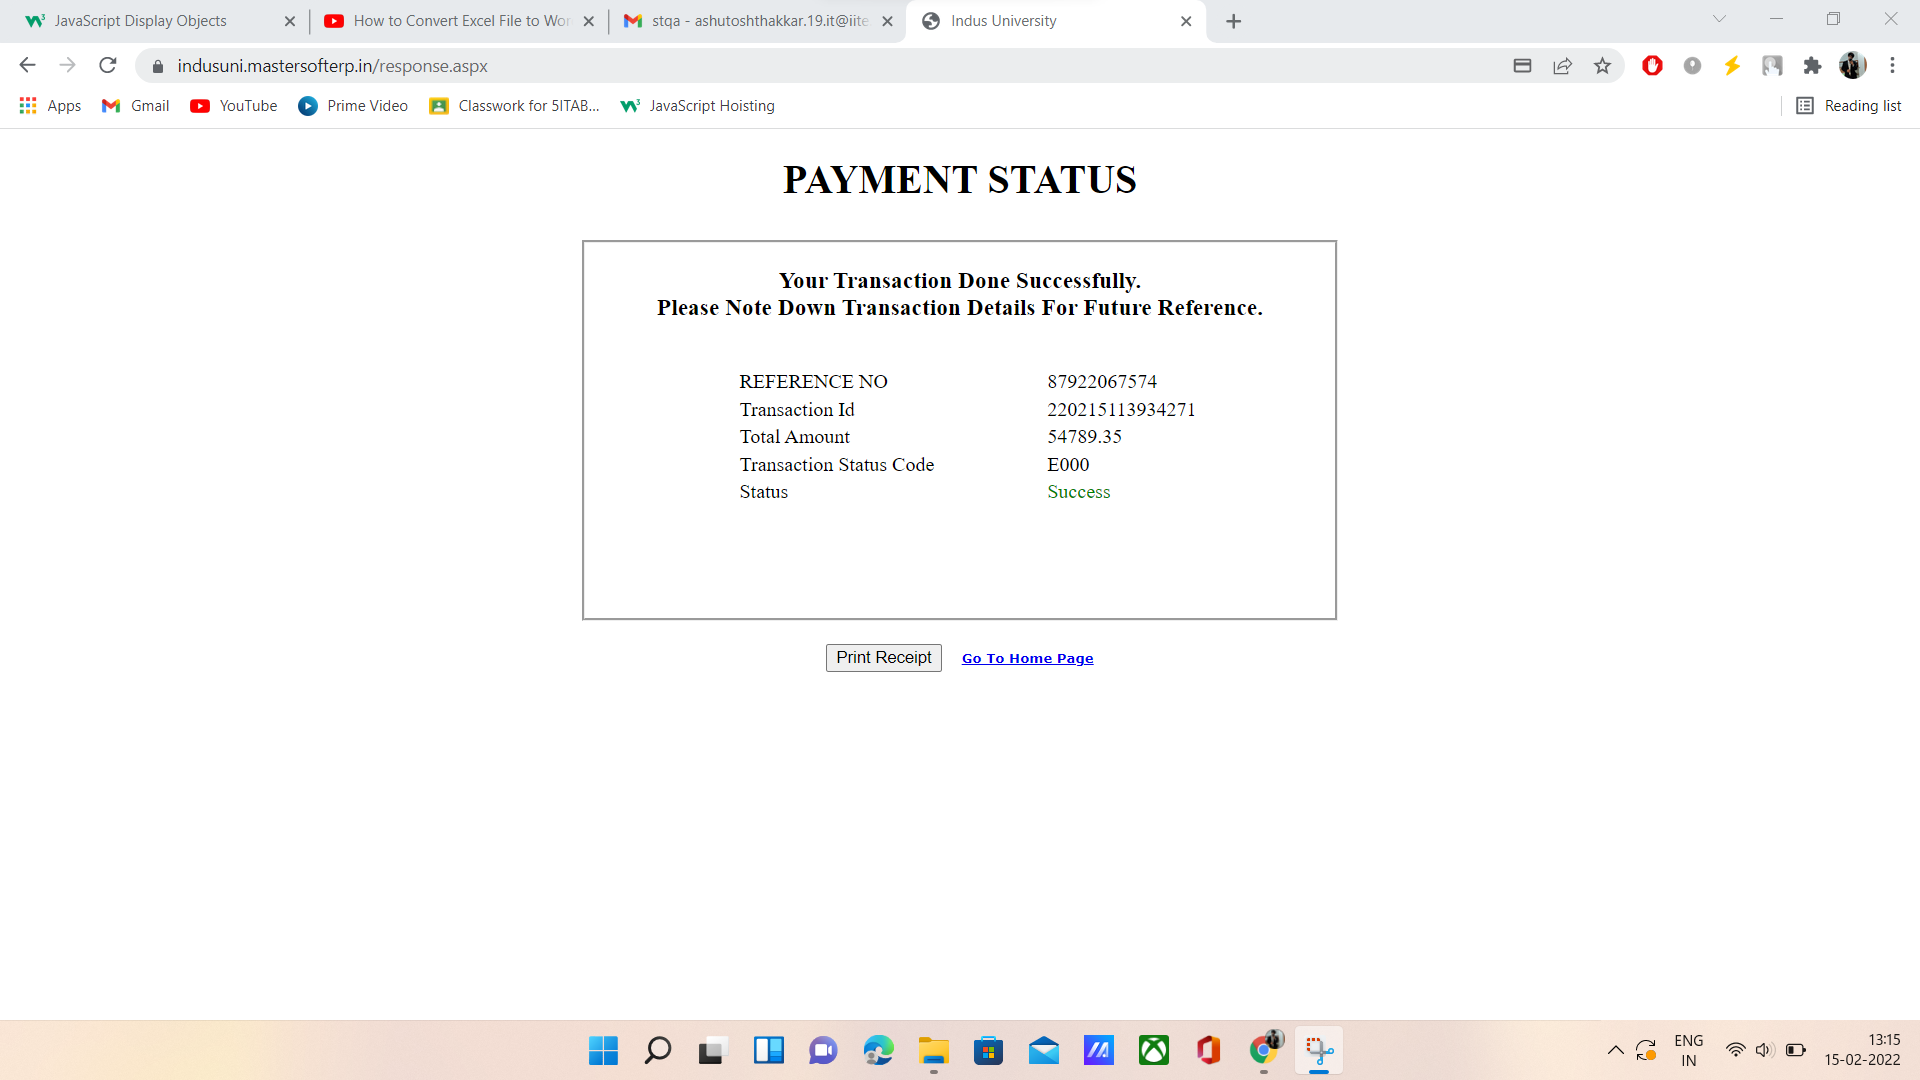 JavaScript Display Objects
How to Convert Excel File to Wor
stqa - ashutoshthakkar.19.it@iite
Indus University
indusuni.mastersofterp.in/response.aspx
Apps
Gmail
YouTube
Prime Video
Classwork for 5ITAB...
JavaScript Hoisting
Reading list
PAYMENT STATUS
Your Transaction Done Successfully.
Please Note Down Transaction Details For Future Reference.
REFERENCE NO 87922067574
Transaction Id 220215113934271
Total Amount 54789.35
Transaction Status Code E000
Status Success
Print Receipt Go To Home Page
ENG
IN
13:15
15-02-2022